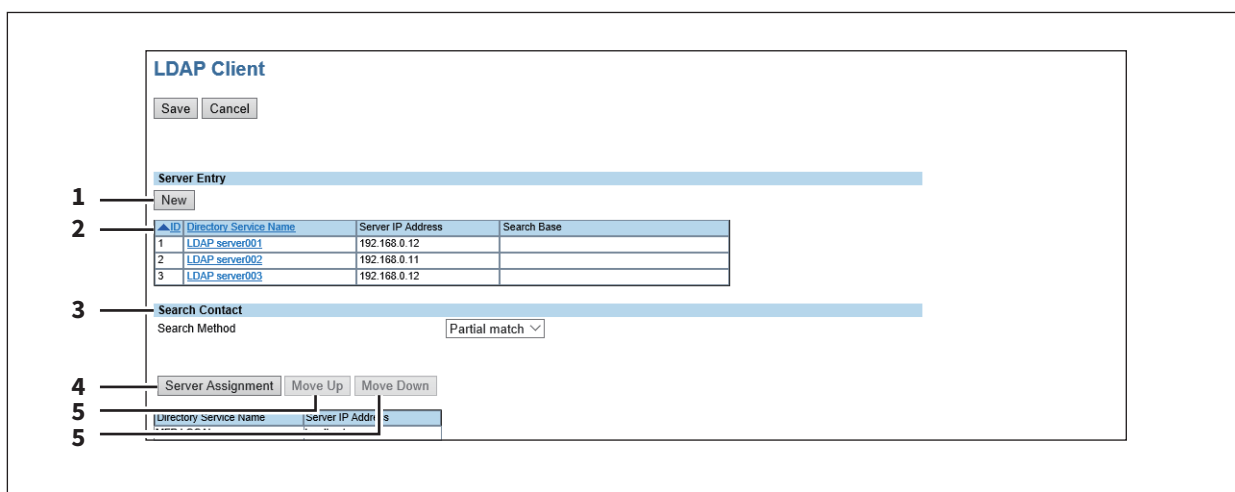 LDAP Client
Save Cancel
Server Entry
1 New
2 ID Directory Service Name Server IP Address Search Base
1 LDAP server001 192.168.0.12
2 LDAP server002 192.168.0.11
3 LDAP server003 192.168.0.12
3 Search Contact
Search Method Partial match
4 Server Assignment Move Up Move Down
5
Directory Service Name Server IP Address
5